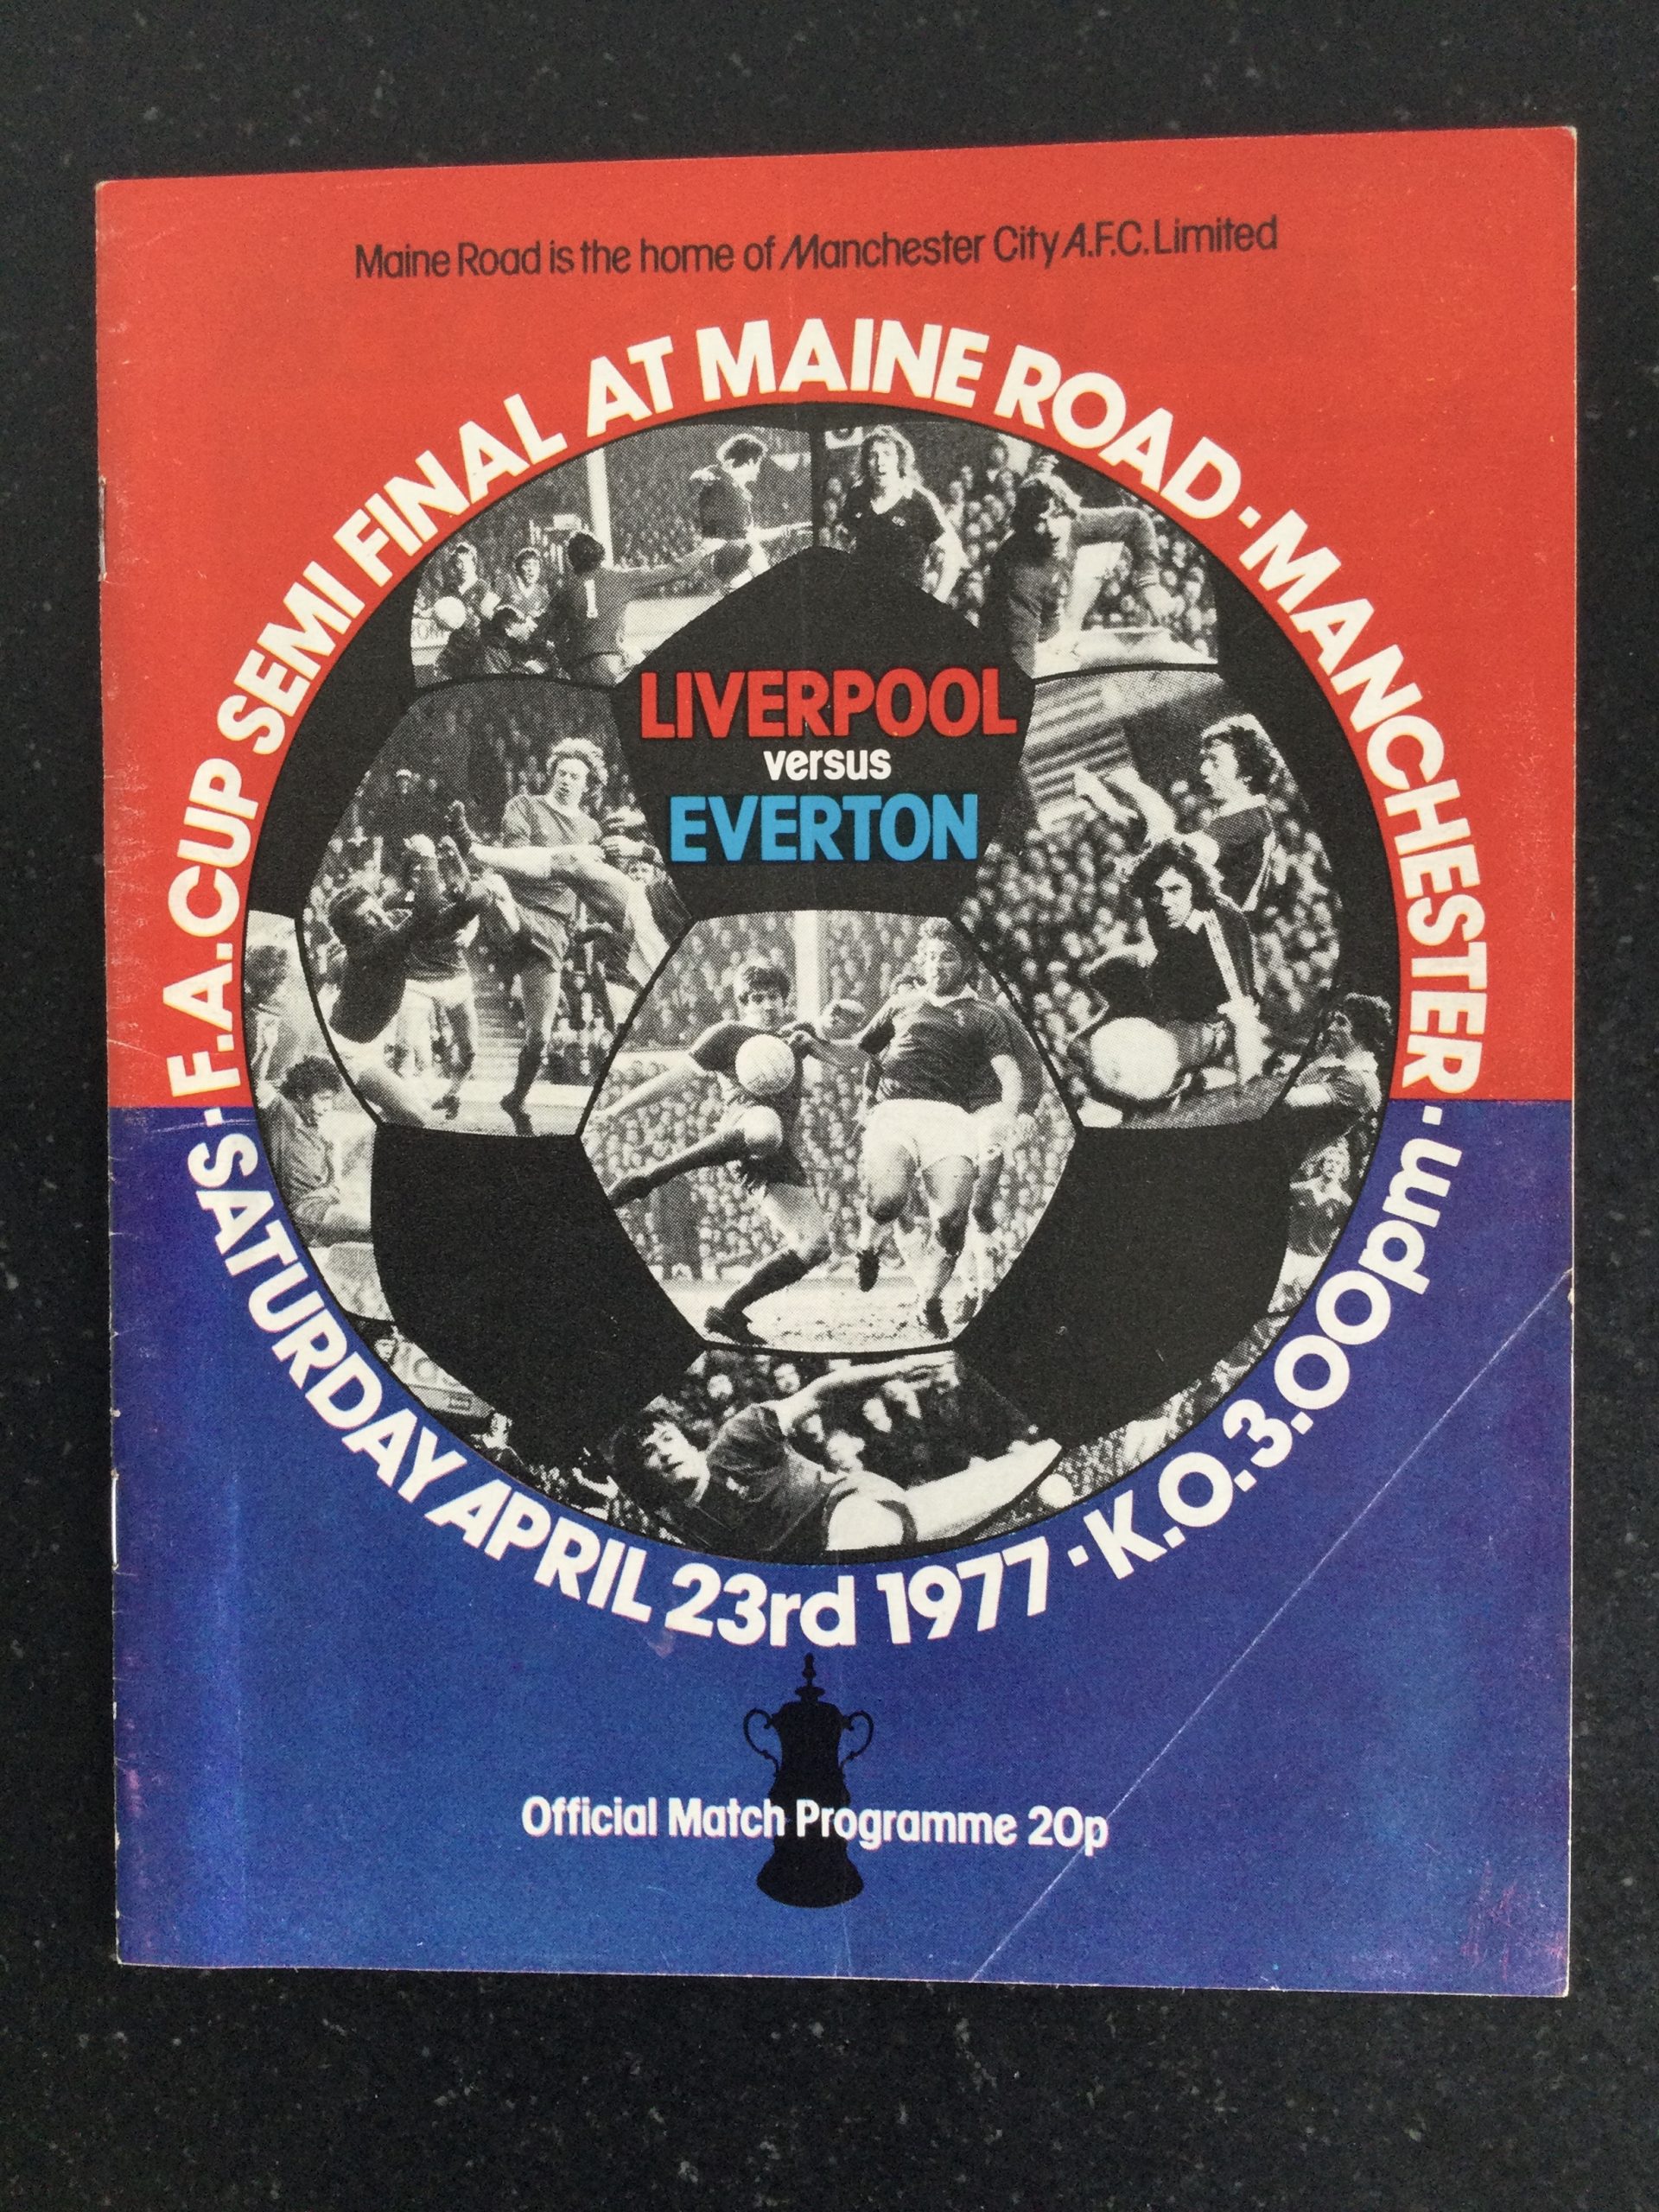 Maine Road is the home of Manchester City A.F.C. Limited
F.A. CUP SEMI FINAL AT MAINE ROAD · MANCHESTER ·
LIVERPOOL
versus
EVERTON
SATURDAY APRIL 23rd 1977 · K.O. 3.00pm ·
Official Match Programme 20p